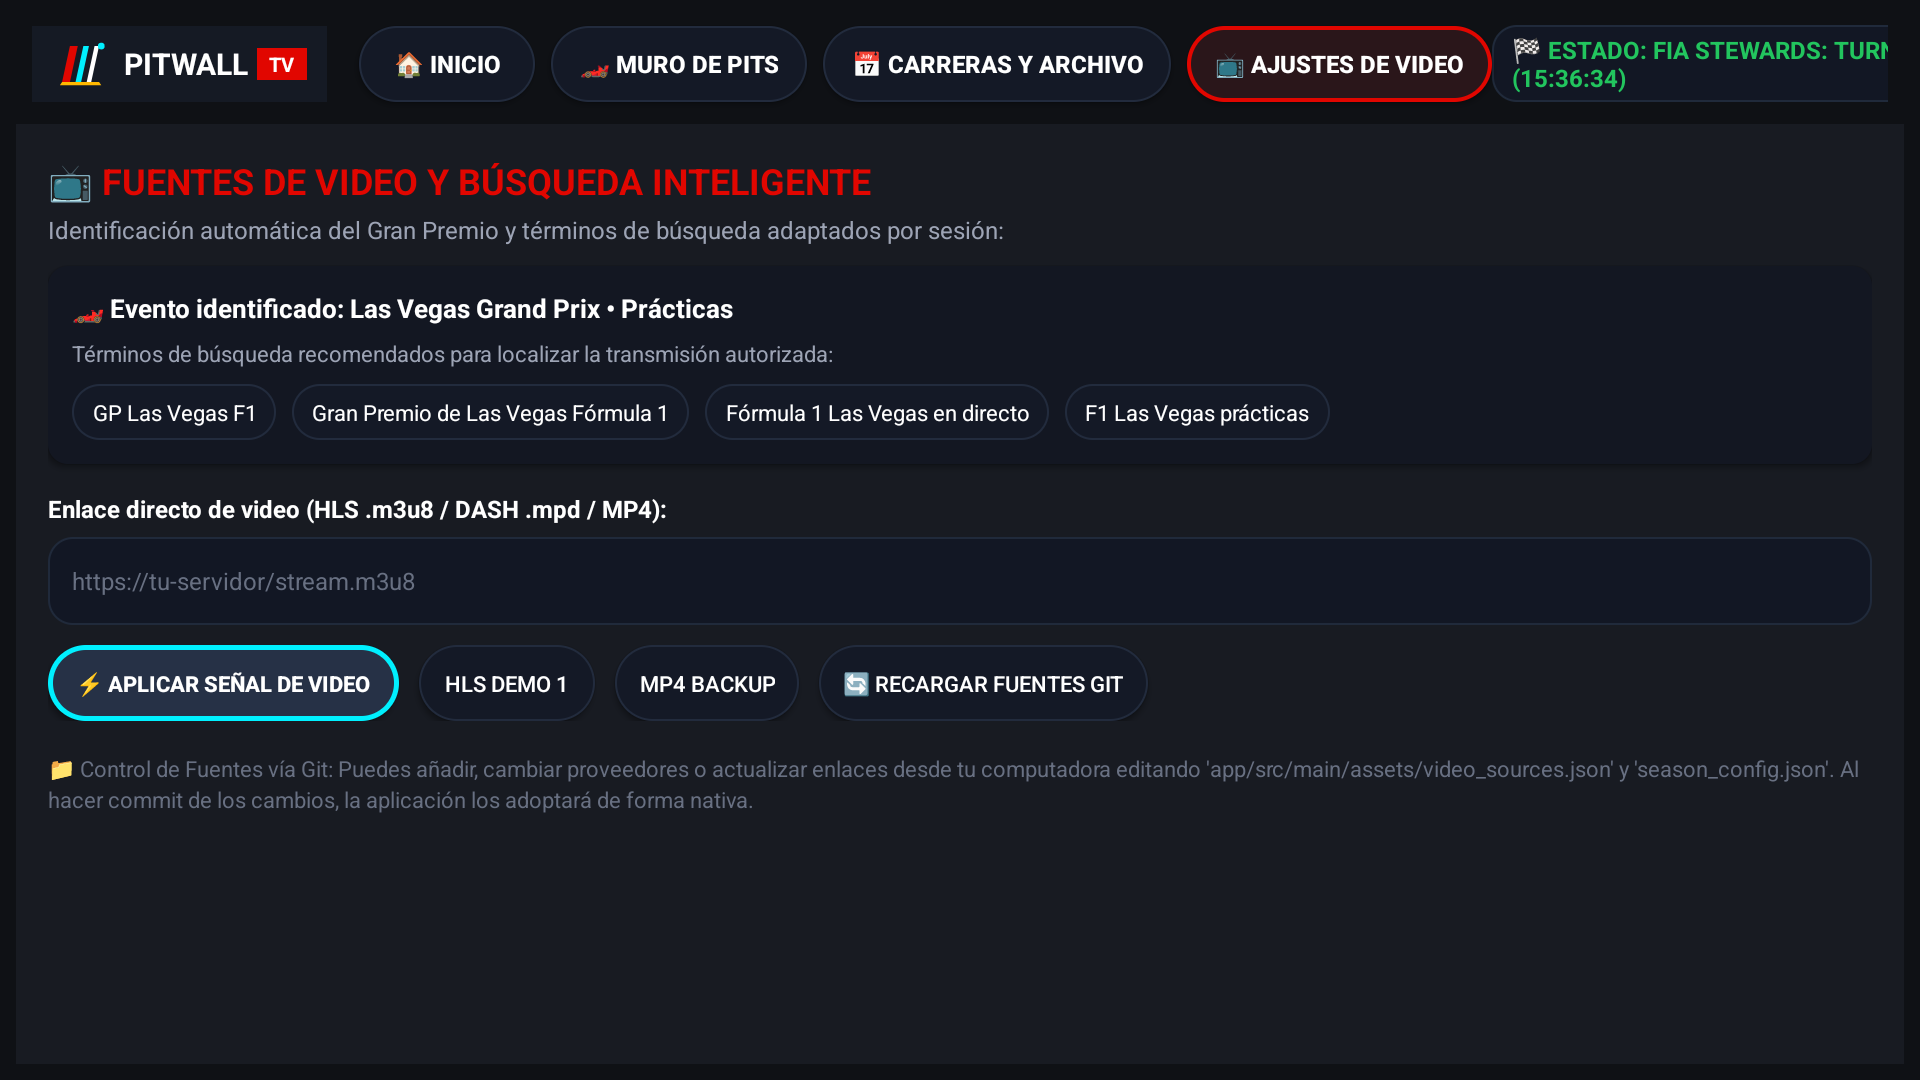 PITWALL TV
🏠 INICIO
🏎️ MURO DE PITS
📅 CARRERAS Y ARCHIVO
📺 AJUSTES DE VIDEO
🏁 ESTADO: FIA STEWARDS: TURN
(15:36:34)
📺 FUENTES DE VIDEO Y BÚSQUEDA INTELIGENTE
Identificación automática del Gran Premio y términos de búsqueda adaptados por sesión:
🏎️ Evento identificado: Las Vegas Grand Prix • Prácticas
Términos de búsqueda recomendados para localizar la transmisión autorizada:
GP Las Vegas F1
Gran Premio de Las Vegas Fórmula 1
Fórmula 1 Las Vegas en directo
F1 Las Vegas prácticas
Enlace directo de video (HLS .m3u8 / DASH .mpd / MP4):
https://tu-servidor/stream.m3u8
⚡ APLICAR SEÑAL DE VIDEO
HLS DEMO 1
MP4 BACKUP
🔄 RECARGAR FUENTES GIT
📁 Control de Fuentes vía Git: Puedes añadir, cambiar proveedores o actualizar enlaces desde tu computadora editando 'app/src/main/assets/video_sources.json' y 'season_config.json'. Al
hacer commit de los cambios, la aplicación los adoptará de forma nativa.